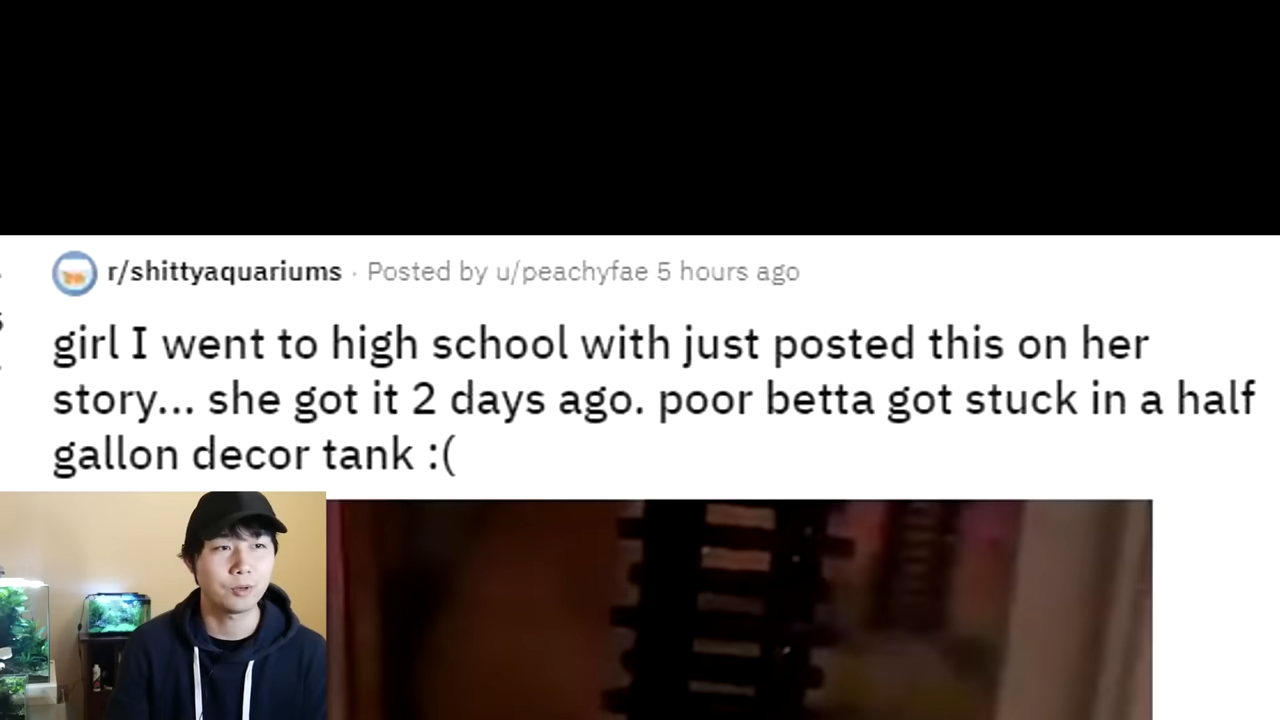 r/shittyaquariums · Posted by u/peachyfae 5 hours ago
girl I went to high school with just posted this on her
story... she got it 2 days ago. poor betta got stuck in a half
gallon decor tank :(